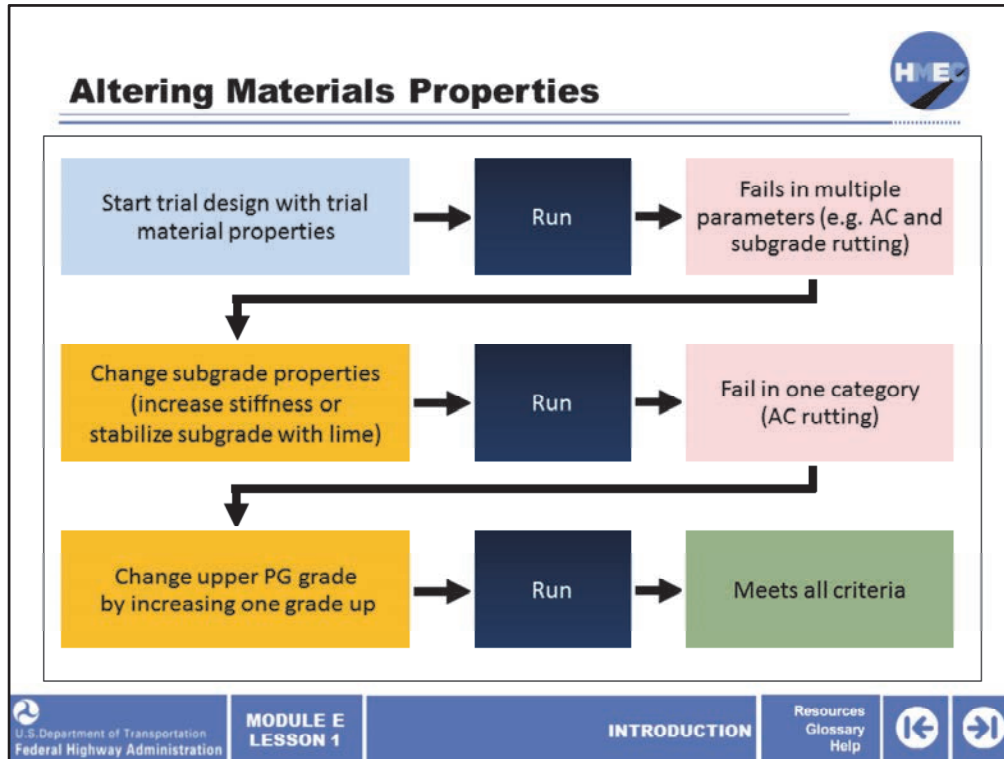 Altering Materials Properties
HMEC
Start trial design with trial
material properties
Run
Fails in multiple
parameters (e.g. AC and
subgrade rutting)
Change subgrade properties
(increase stiffness or
stabilize subgrade with lime)
Run
Fail in one category
(AC rutting)
Change upper PG grade
by increasing one grade up
Run
Meets all criteria
U.S.Department of Transportation
Federal Highway Administration
MODULE E
LESSON 1
INTRODUCTION
Resources
Glossary
Help